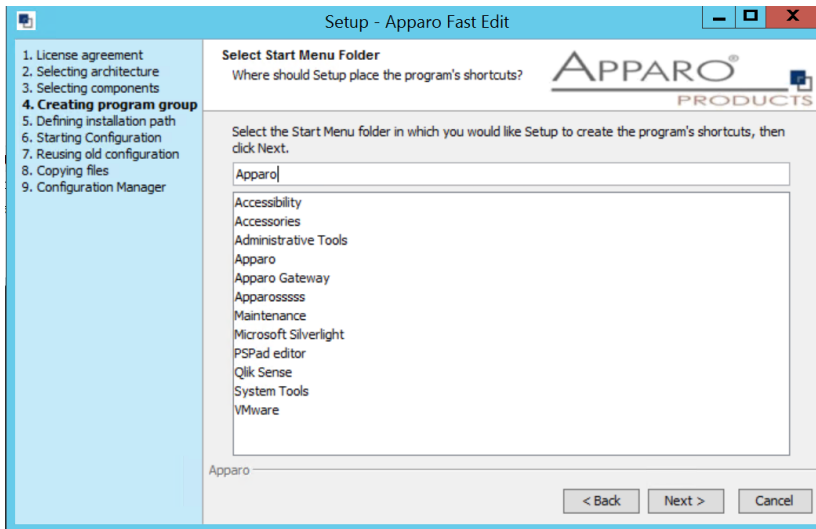 Setup - Apparo Fast Edit
1. License agreement
2. Selecting architecture
3. Selecting components
4. Creating program group
5. Defining installation path
6. Starting Configuration
7. Reusing old configuration
8. Copying files
9. Configuration Manager
Select Start Menu Folder
Where should Setup place the program's shortcuts?
APPARO®
PRODUCTS
Select the Start Menu folder in which you would like Setup to create the program's shortcuts, then
click Next.
Apparo
Accessibility
Accessories
Administrative Tools
Apparo
Apparo Gateway
Apparosssss
Maintenance
Microsoft Silverlight
PSPad editor
Qlik Sense
System Tools
VMware
Apparo
< Back Next > Cancel